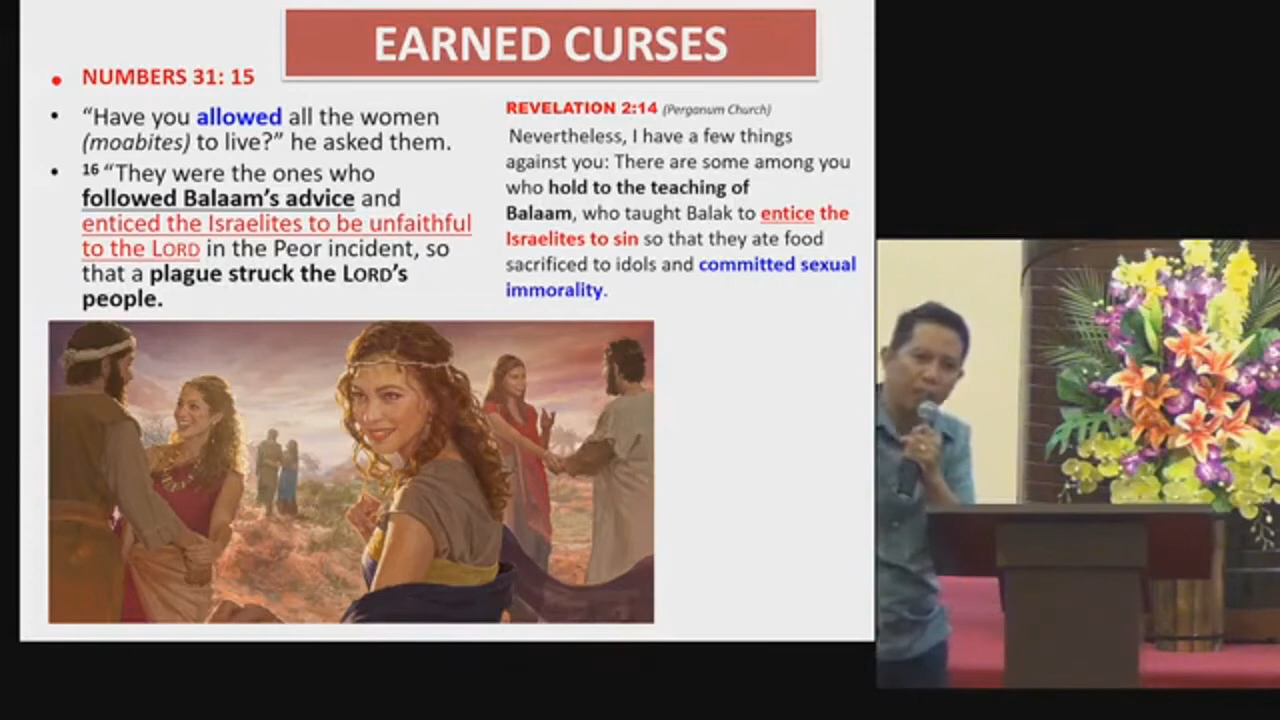 EARNED CURSES
• NUMBERS 31: 15
• “Have you allowed all the women
(moabites) to live?” he asked them.
• 16 “They were the ones who
followed Balaam’s advice and
enticed the Israelites to be unfaithful
to the LORD in the Peor incident, so
that a plague struck the LORD’s
people.
REVELATION 2:14 (Perganum Church)
Nevertheless, I have a few things
against you: There are some among you
who hold to the teaching of
Balaam, who taught Balak to entice the
Israelites to sin so that they ate food
sacrificed to idols and committed sexual
immorality.